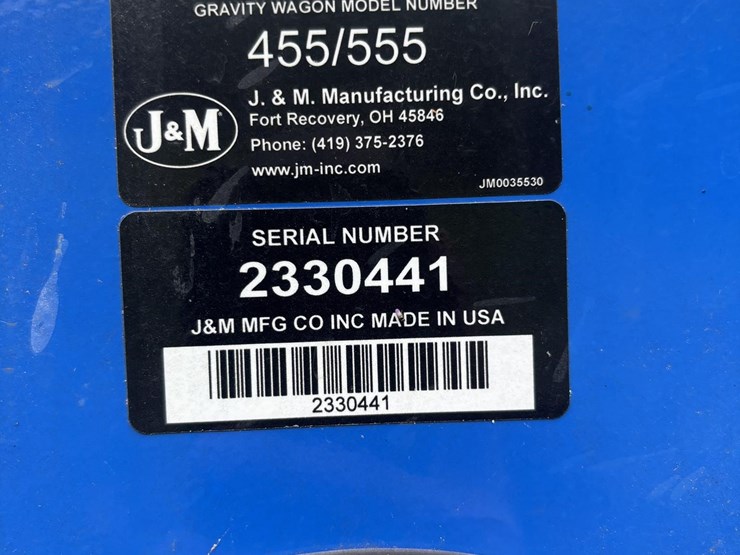 GRAVITY WAGON MODEL NUMBER
455/555
J&M
J. & M. Manufacturing Co., Inc.
Fort Recovery, OH 45846
Phone: (419) 375-2376
www.jm-inc.com
JM0035530
SERIAL NUMBER
2330441
J&M MFG CO INC MADE IN USA
2330441